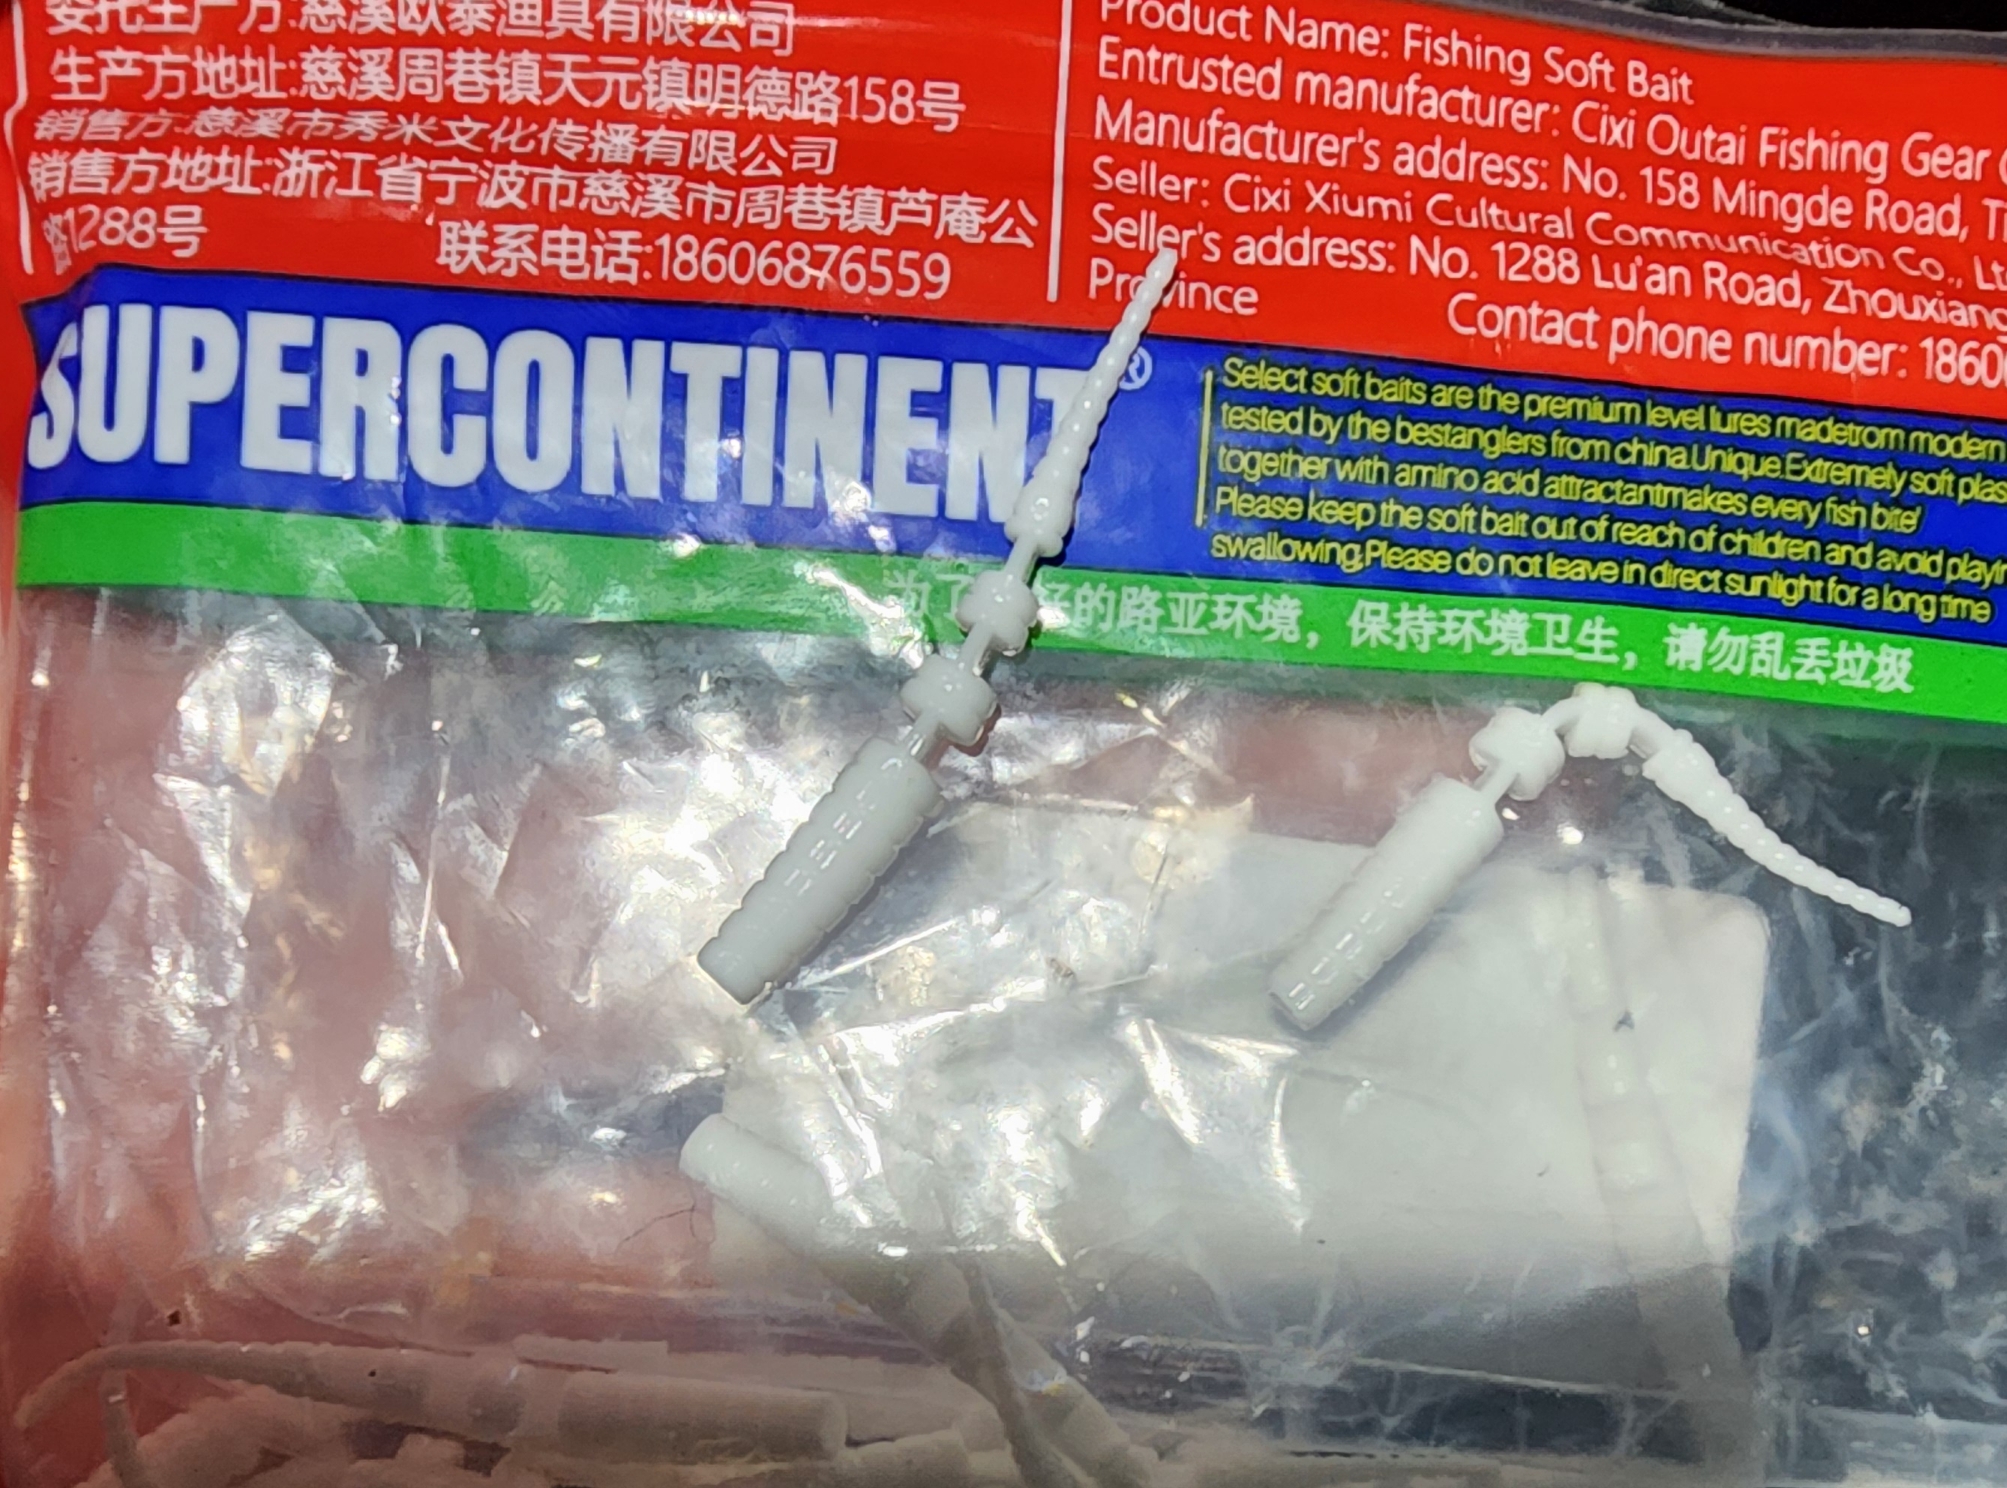 委托生产方:慈溪欧泰渔具有限公司
生产方地址:慈溪周巷镇天元镇明德路158号
销售方:慈溪市秀米文化传播有限公司
销售方地址:浙江省宁波市慈溪市周巷镇芦庵公
路1288号 联系电话:18606876559
Product Name: Fishing Soft Bait
Entrusted manufacturer: Cixi Outai Fishing Gear
Manufacturer's address: No. 158 Mingde Road,
Seller: Cixi Xiumi Cultural Communication Co.,
Seller's address: No. 1288 Lu'an Road, Zhouxiang
Province Contact phone number: 1860
SUPERCONTINENT®
Select soft baits are the premium level lures madetrom modern
tested by the bestanglers from china.Unique.Extremely soft plas
together with amino acid attractantmakes every fish bite'
Please keep the soft bait out of reach of children and avoid playin
swallowing,Please do not leave in direct sunlight for a long time
为了 好的路亚环境，保持环境卫生，请勿乱丢垃圾